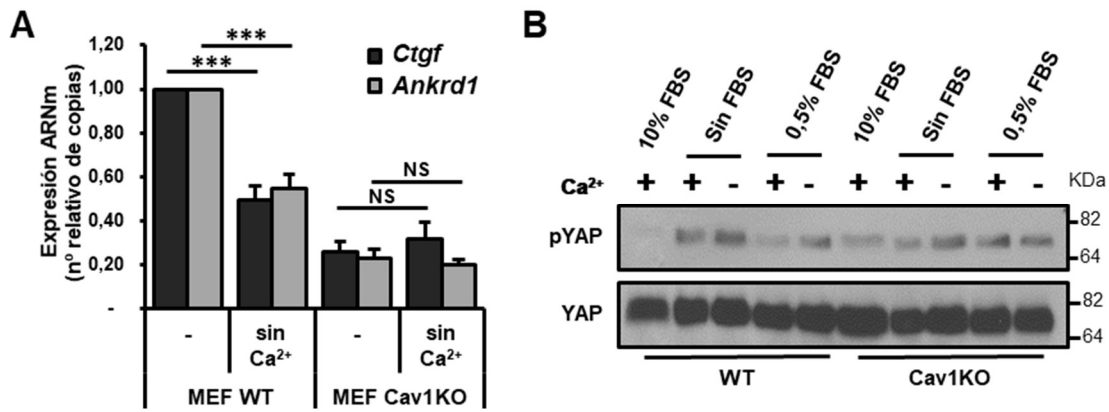 A
Expresión ARNm
(nº relativo de copias)
1,20
1,00
0,80
0,60
0,40
0,20
-
***
***
Ctgf
Ankrd1
NS
NS
-
sin
Ca²⁺
-
sin
Ca²⁺
MEF WT
MEF Cav1KO
B
10% FBS
Sin FBS
0,5% FBS
10% FBS
Sin FBS
0,5% FBS
Ca²⁺ + + - + - + + - + - KDa
pYAP
82
64
YAP
82
64
WT
Cav1KO